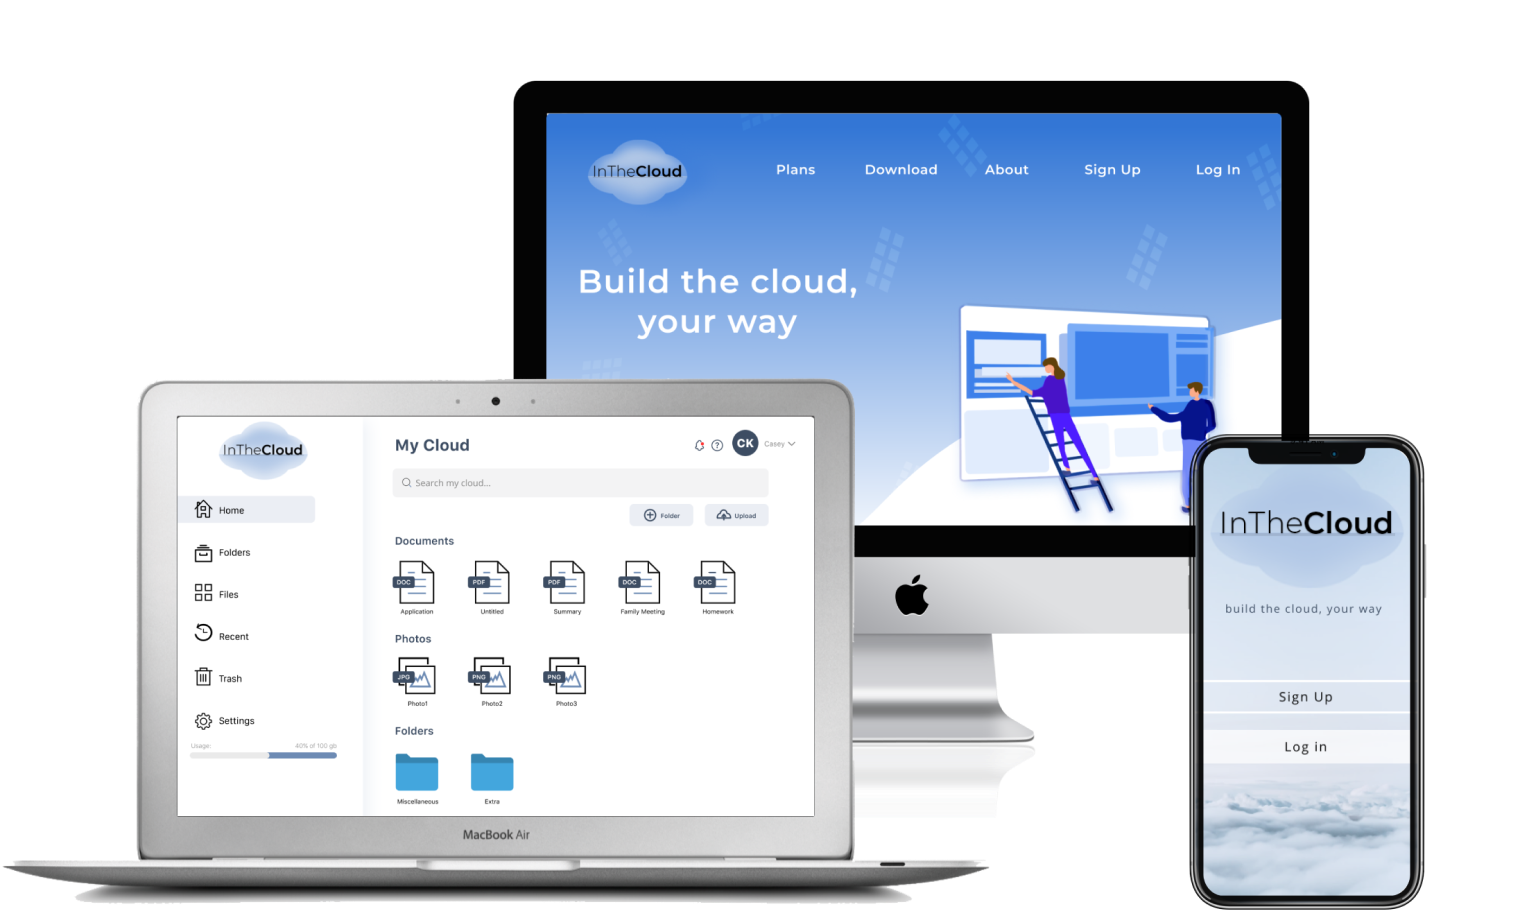 InTheCloud
Plans
Download
About
Sign Up
Log In
Build the cloud,
your way
InTheCloud
Home
Folders
Files
Recent
Trash
Settings
Usage:
40% of 100 gb
My Cloud
CK
Casey
Search my cloud...
Folder
Upload
Documents
DOC
PDF
PDF
DOC
DOC
Application
Untitled
Summary
Family Meeting
Homework
Photos
JPG
PNG
PNG
Photo1
Photo2
Photo3
Folders
Miscellaneous
Extra
MacBook Air
InTheCloud
build the cloud, your way
Sign Up
Log in